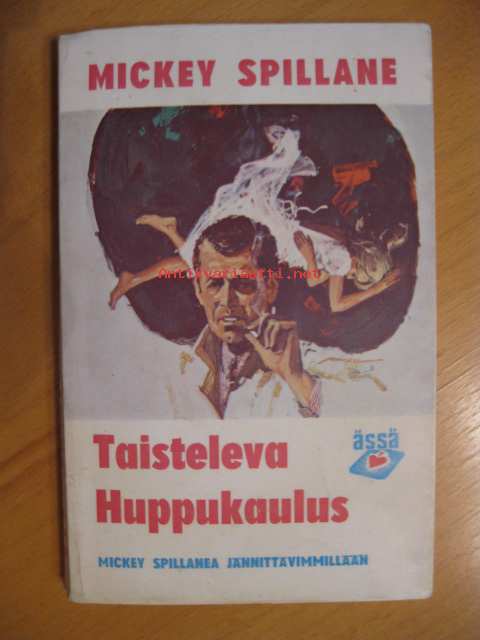 MICKEY SPILLANE
Antikvariaatti.net
Taisteleva
ässä
Huppukaulus
MICKEY SPILLANEA JÄNNITTÄVIMMILLÄÄN